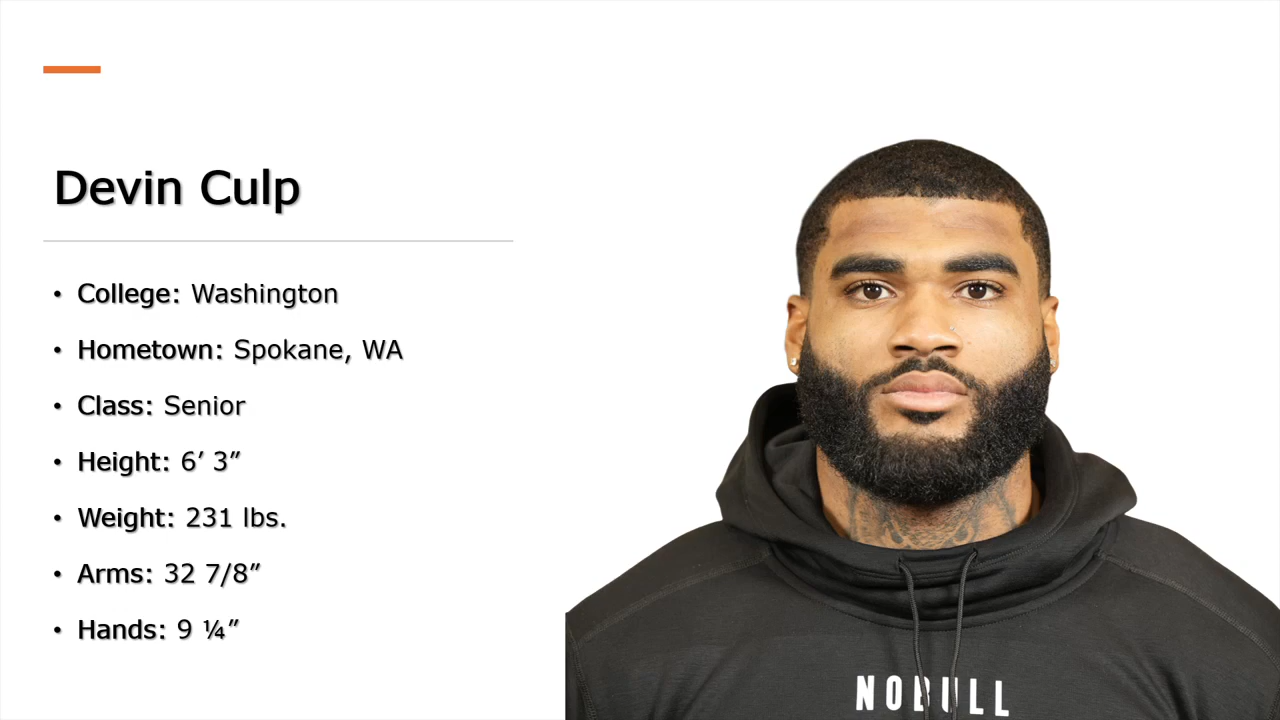 Devin Culp
• College: Washington
• Hometown: Spokane, WA
• Class: Senior
• Height: 6’ 3”
• Weight: 231 lbs.
• Arms: 32 7/8”
• Hands: 9 ¼”
NOBULL